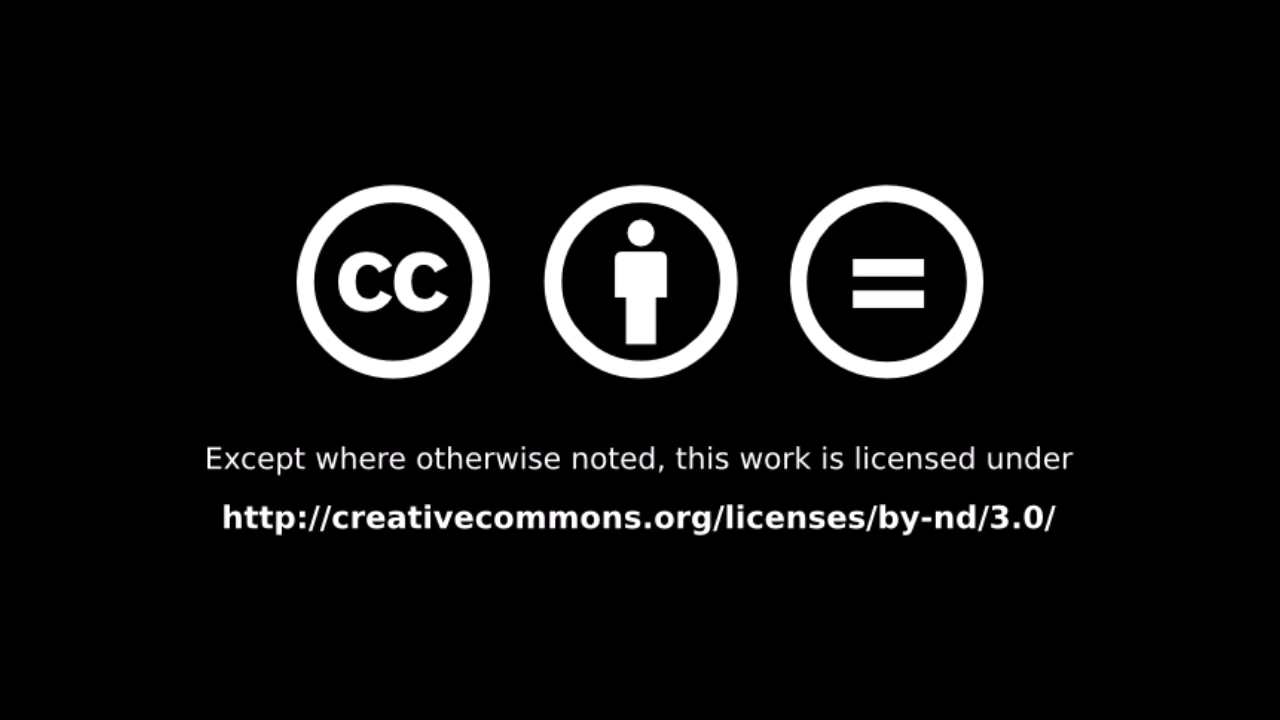 cc
Except where otherwise noted, this work is licensed under
http://creativecommons.org/licenses/by-nd/3.0/